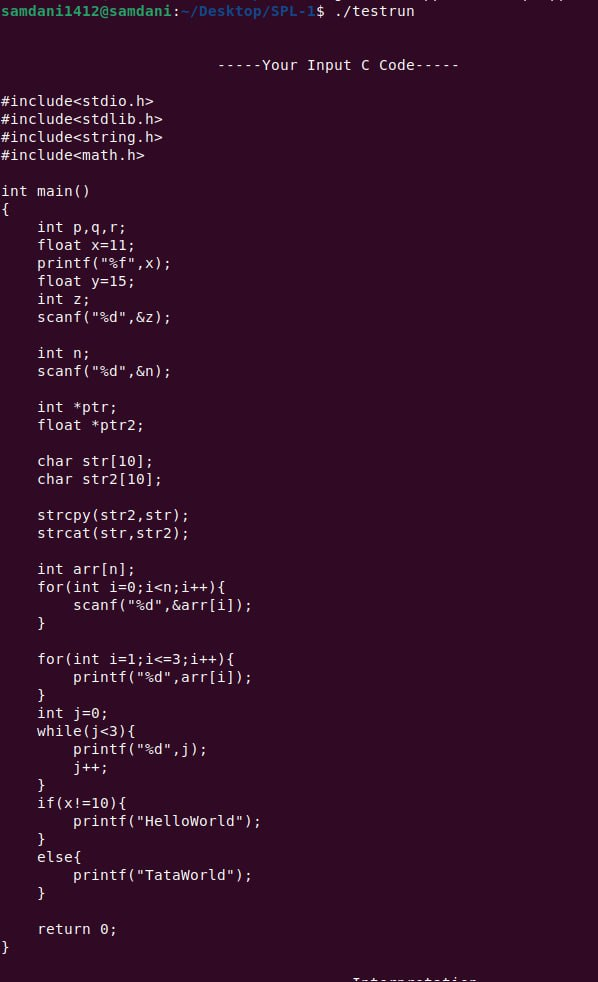 samdani1412@samdani:~/Desktop/SPL-1$ ./testrun
-----Your Input C Code-----
#include<stdio.h>
#include<stdlib.h>
#include<string.h>
#include<math.h>
int main()
{
    int p,q,r;
    float x=11;
    printf("%f",x);
    float y=15;
    int z;
    scanf("%d",&z);
    int n;
    scanf("%d",&n);
    int *ptr;
    float *ptr2;
    char str[10];
    char str2[10];
    strcpy(str2,str);
    strcat(str,str2);
    int arr[n];
    for(int i=0;i<n;i++){
        scanf("%d",&arr[i]);
    }
    for(int i=1;i<=3;i++){
        printf("%d",arr[i]);
    }
    int j=0;
    while(j<3){
        printf("%d",j);
        j++;
    }
    if(x!=10){
        printf("HelloWorld");
    }
    else{
        printf("TataWorld");
    }
    return 0;
}